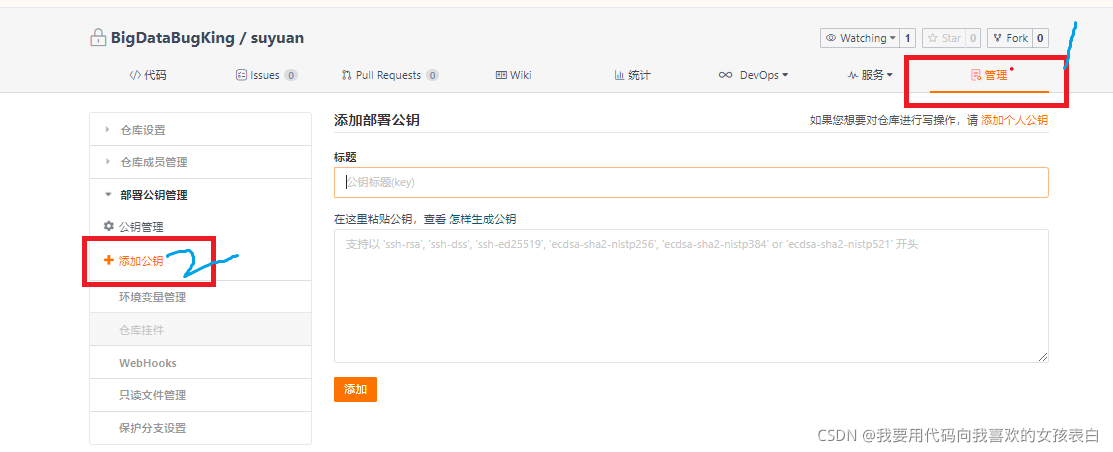 BigDataBugKing / suyuan
Watching 1 Star 0 Fork 0
代码 Issues 0 Pull Requests 0 Wiki 统计 DevOps 服务 管理
1
仓库设置
仓库成员管理
部署公钥管理
公钥管理
添加公钥
2
环境变量管理
仓库挂件
WebHooks
只读文件管理
保护分支设置
添加部署公钥
如果您想要对仓库进行写操作，请 添加个人公钥
标题
公钥标题(key)
在这里粘贴公钥，查看 怎样生成公钥
支持以 'ssh-rsa', 'ssh-dss', 'ssh-ed25519', 'ecdsa-sha2-nistp256', 'ecdsa-sha2-nistp384' or 'ecdsa-sha2-nistp521' 开头
添加
CSDN @我要用代码向我喜欢的女孩表白